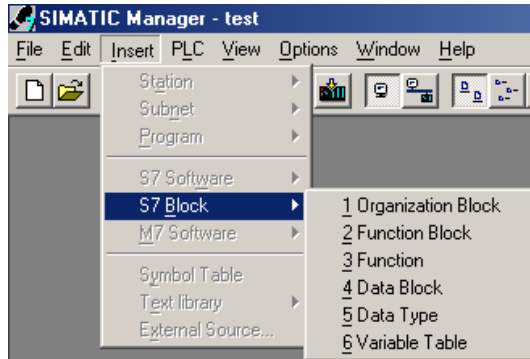 SIMATIC Manager - test
File Edit Insert PLC View Options Window Help
Station
Subnet
Program
S7 Software
S7 Block
M7 Software
Symbol Table
Text library
External Source...
1 Organization Block
2 Function Block
3 Function
4 Data Block
5 Data Type
6 Variable Table